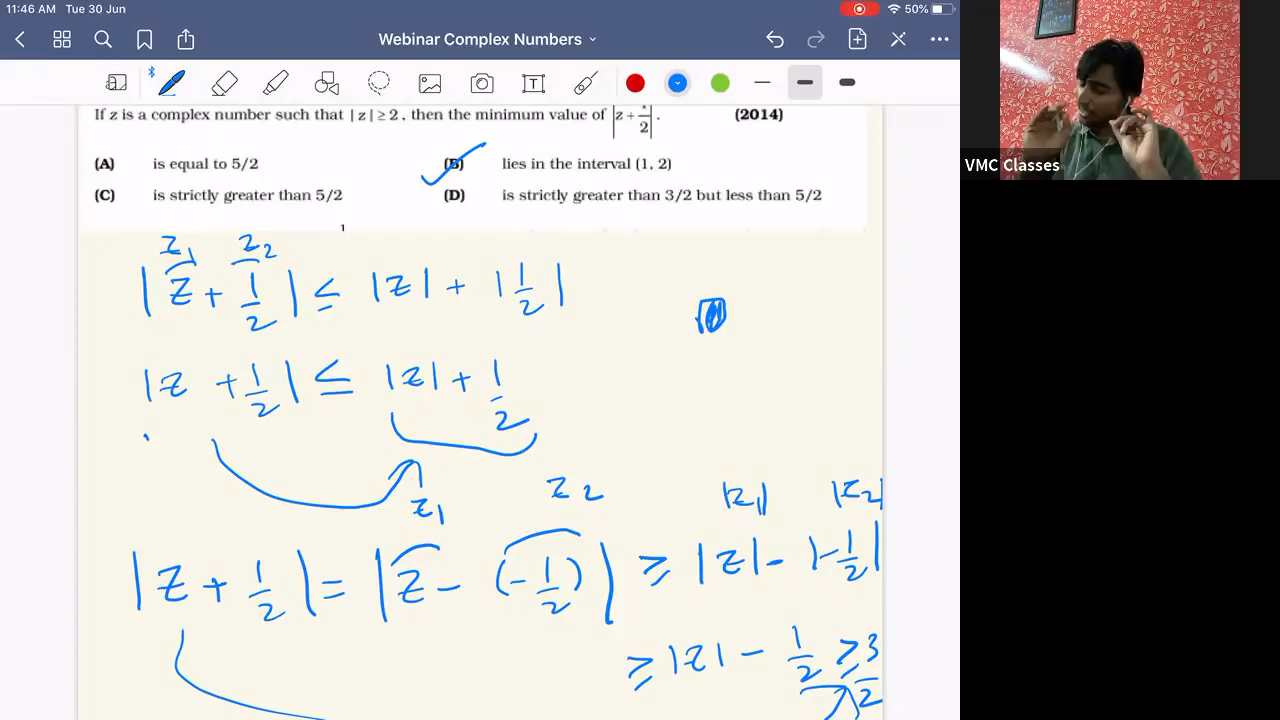 11:46 AM Tue 30 Jun
50%
Webinar Complex Numbers
If z is a complex number such that | z | ≥ 2 , then the minimum value of |z + 1/2| . (2014)
(A) is equal to 5/2 (B) lies in the interval (1, 2)
(C) is strictly greater than 5/2 (D) is strictly greater than 3/2 but less than 5/2
z1 z2
|z + 1/2| ≤ |z| + |1/2|
|z + 1/2| ≤ |z| + 1/2
z1 z2 |z1| |z2|
|z + 1/2| = |z - (-1/2)| ≥ |z| - |-1/2|
≥ |z| - 1/2 ≥ 3/2
VMC Classes